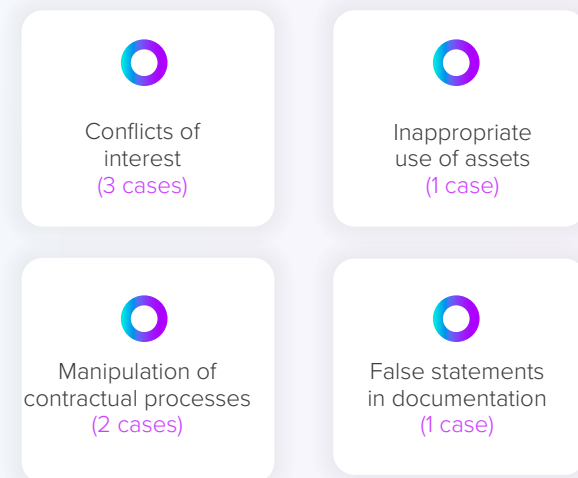 Conflicts of
interest
(3 cases)
Inappropriate
use of assets
(1 case)
Manipulation of
contractual processes
(2 cases)
False statements
in documentation
(1 case)